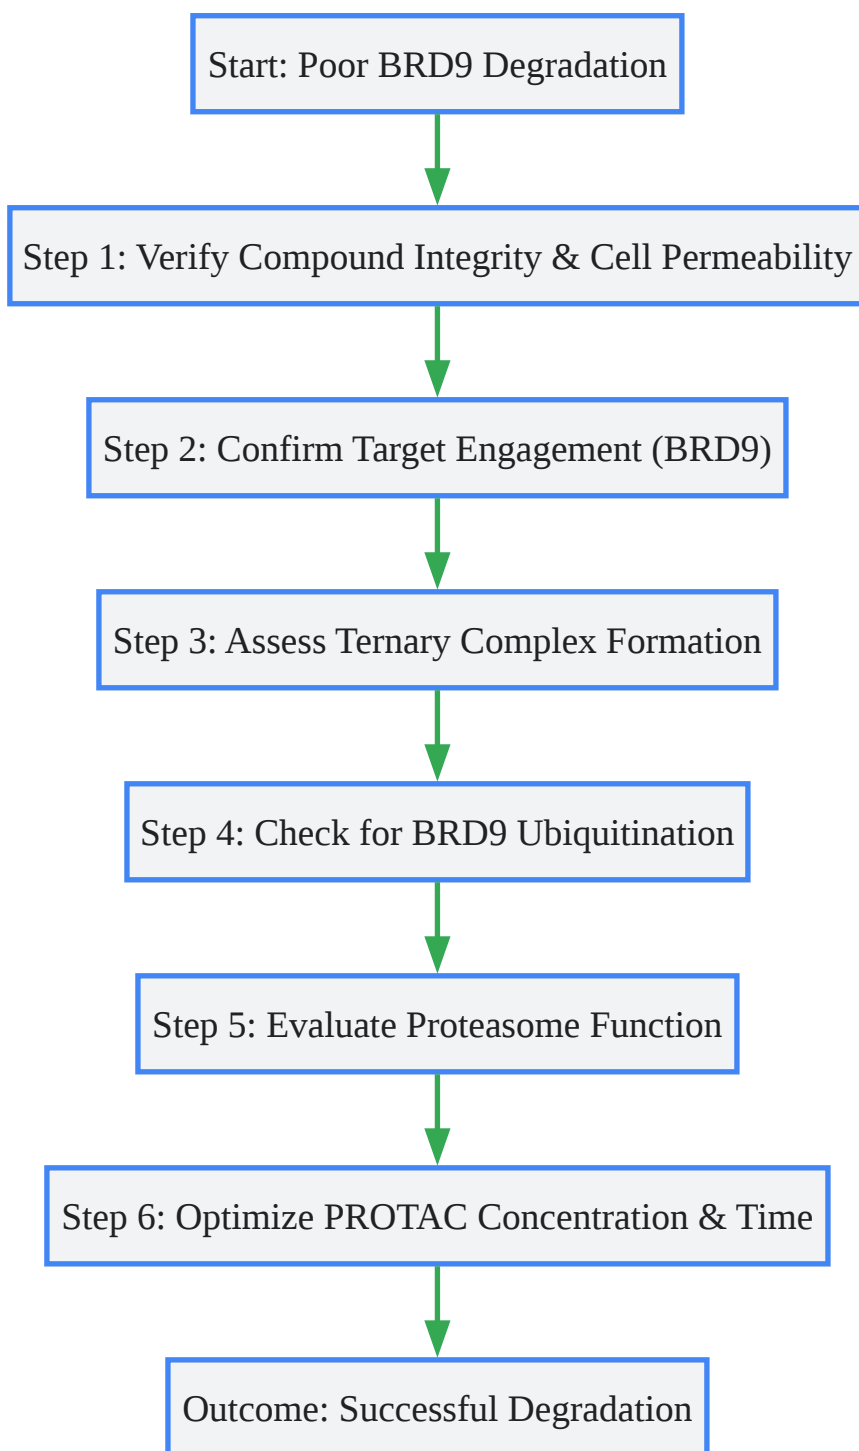 Start: Poor BRD9 Degradation
Step 1: Verify Compound Integrity & Cell Permeability
Step 2: Confirm Target Engagement (BRD9)
Step 3: Assess Ternary Complex Formation
Step 4: Check for BRD9 Ubiquitination
Step 5: Evaluate Proteasome Function
Step 6: Optimize PROTAC Concentration & Time
Outcome: Successful Degradation